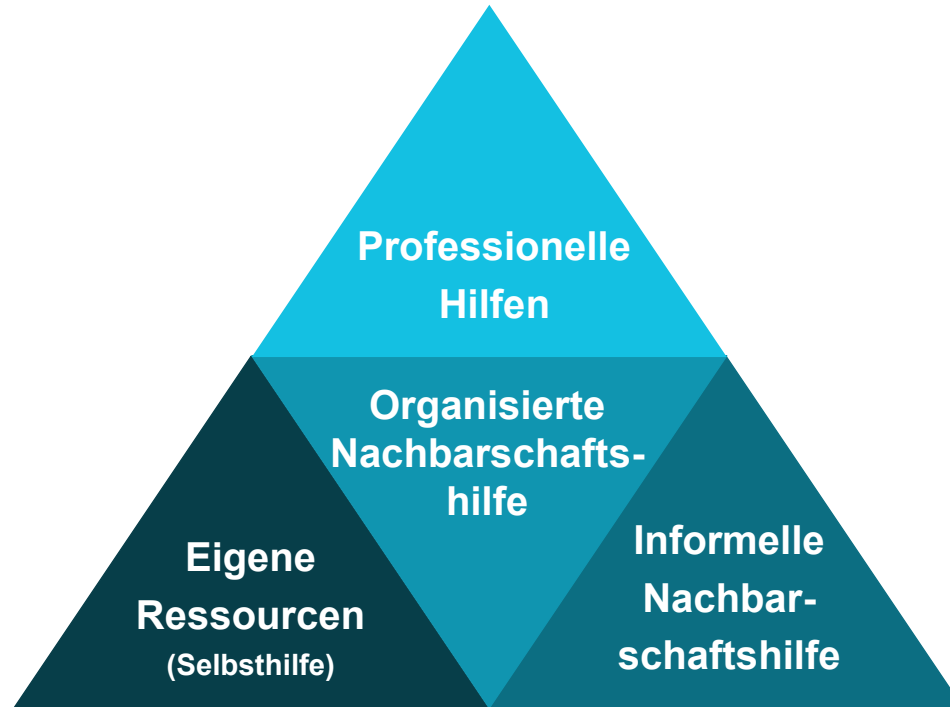 Professionelle
Hilfen
Organisierte
Nachbarschafts-
hilfe
Eigene
Ressourcen
(Selbsthilfe)
Informelle
Nachbar-
schaftshilfe